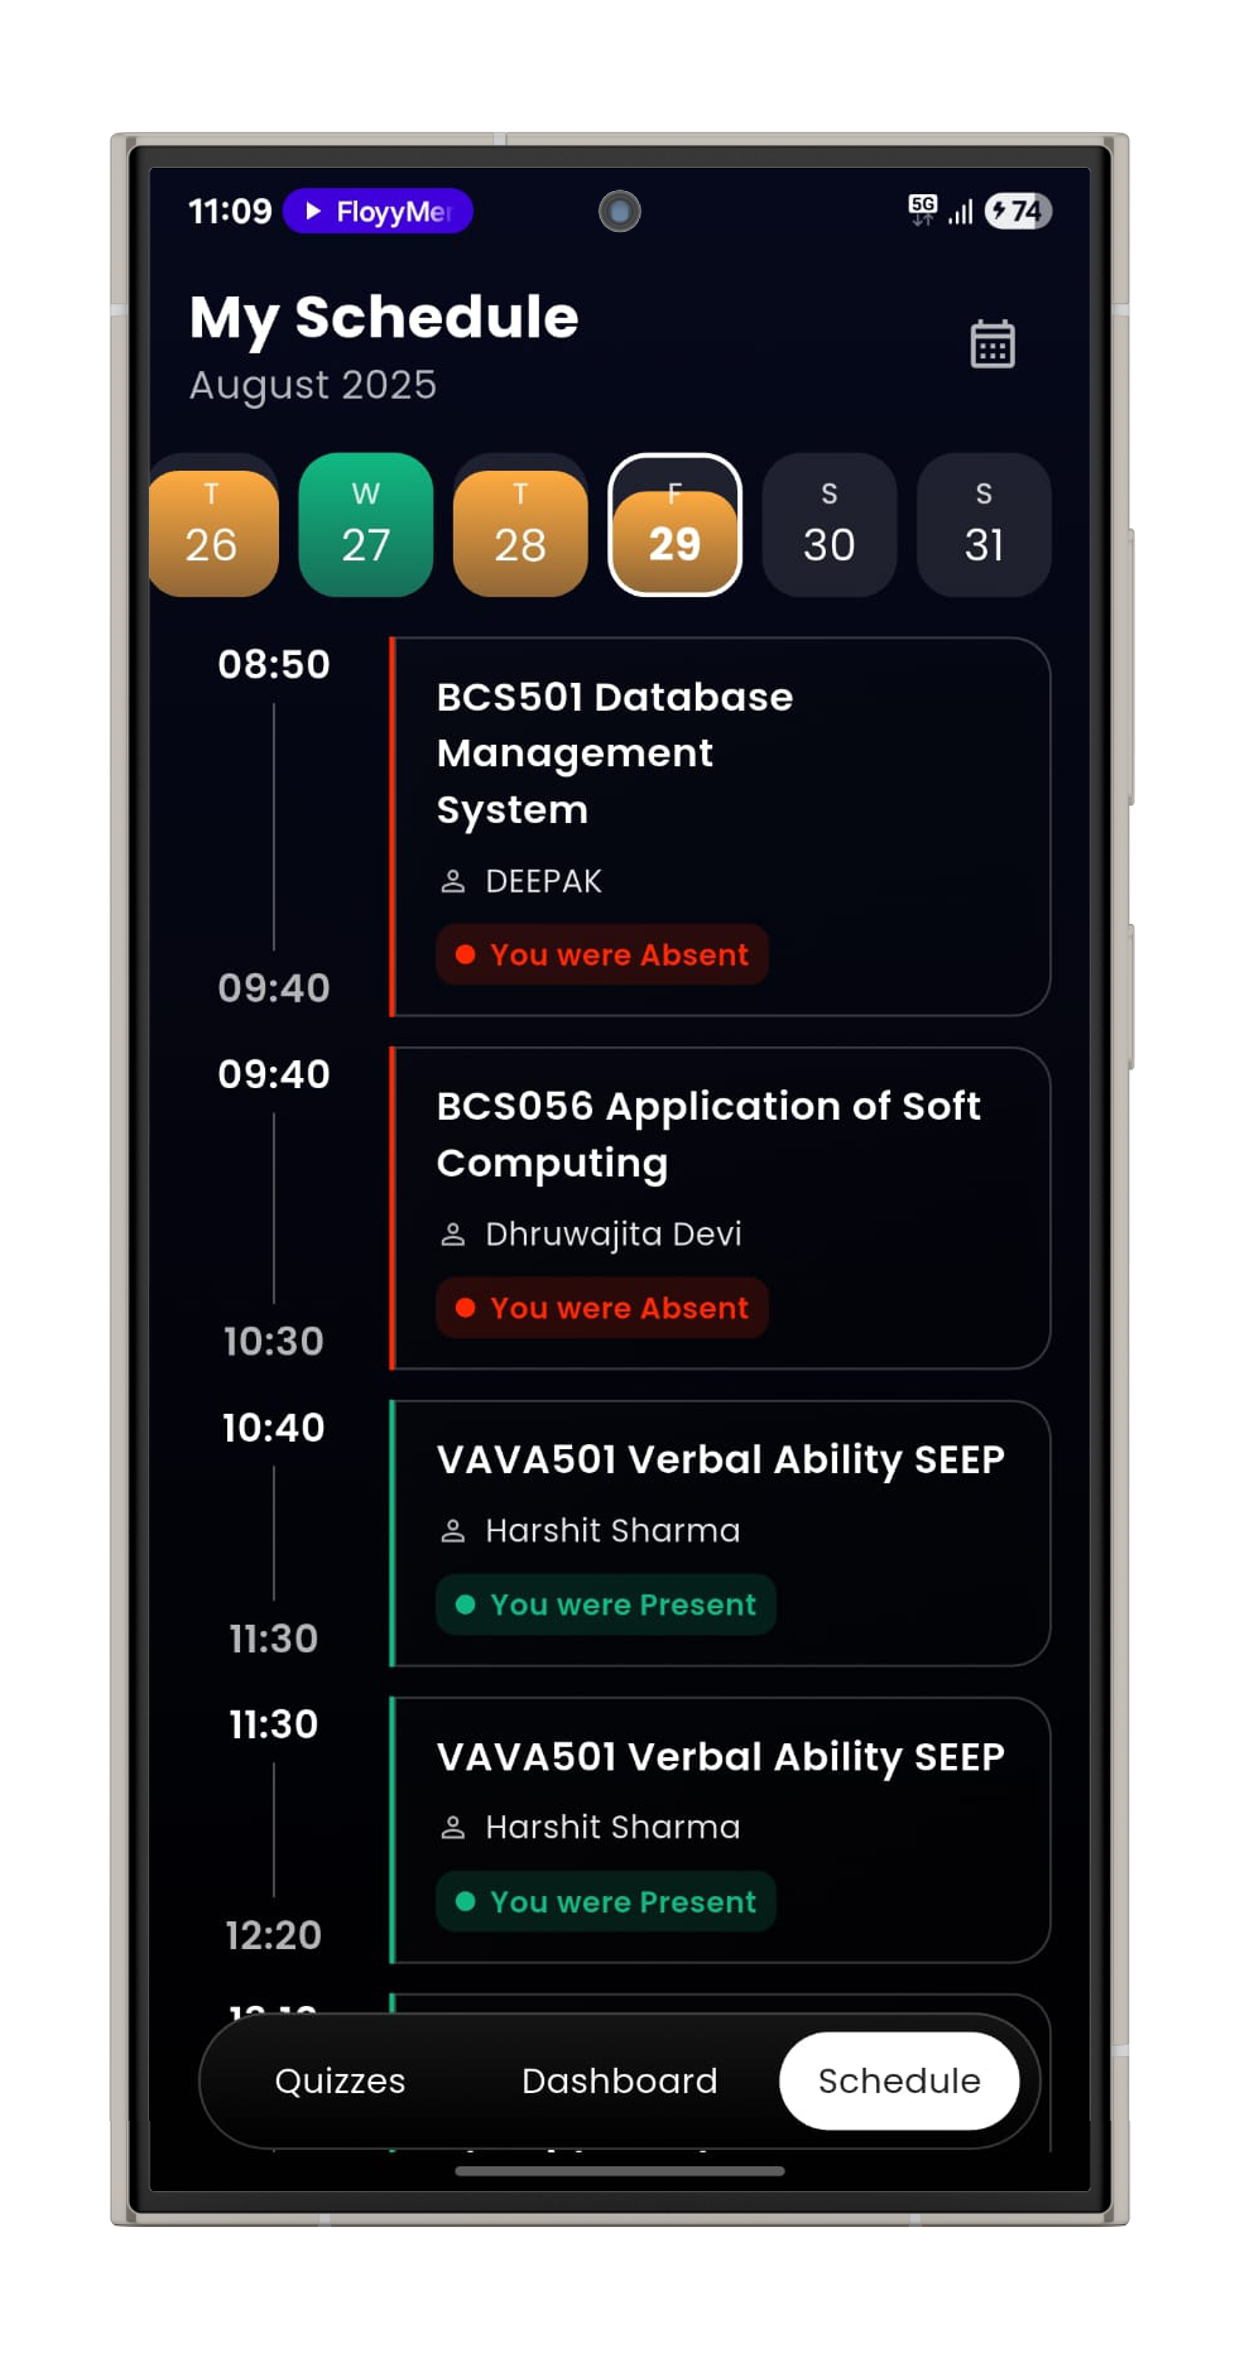 11:09 FloyyMer 5G 74
My Schedule
August 2025
T W T F S S
26 27 28 29 30 31
08:50
BCS501 Database
Management
System
DEEPAK
You were Absent
09:40
09:40
BCS056 Application of Soft
Computing
Dhruwajita Devi
You were Absent
10:30
10:40
VAVA501 Verbal Ability SEEP
Harshit Sharma
You were Present
11:30
11:30
VAVA501 Verbal Ability SEEP
Harshit Sharma
You were Present
12:20
Quizzes Dashboard Schedule